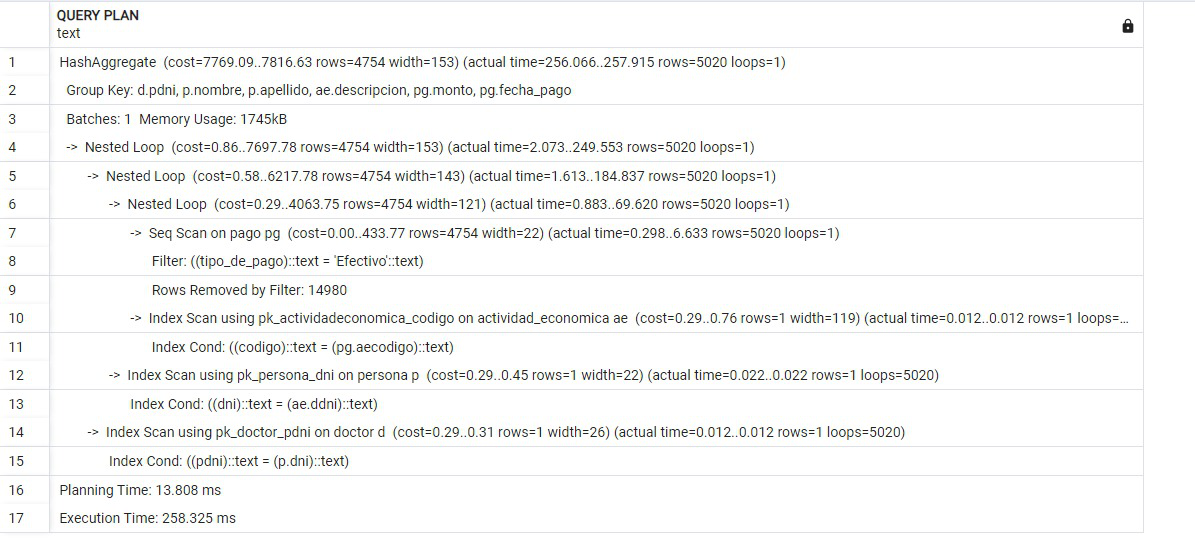 QUERY PLAN
text
1 HashAggregate (cost=7769.09..7816.63 rows=4754 width=153) (actual time=256.066..257.915 rows=5020 loops=1)
2 Group Key: d.pdni, p.nombre, p.apellido, ae.descripcion, pg.monto, pg.fecha_pago
3 Batches: 1 Memory Usage: 1745kB
4 -> Nested Loop (cost=0.86..7697.78 rows=4754 width=153) (actual time=2.073..249.553 rows=5020 loops=1)
5 -> Nested Loop (cost=0.58..6217.78 rows=4754 width=143) (actual time=1.613..184.837 rows=5020 loops=1)
6 -> Nested Loop (cost=0.29..4063.75 rows=4754 width=121) (actual time=0.883..69.620 rows=5020 loops=1)
7 -> Seq Scan on pago pg (cost=0.00..433.77 rows=4754 width=22) (actual time=0.298..6.633 rows=5020 loops=1)
8 Filter: ((tipo_de_pago)::text = 'Efectivo'::text)
9 Rows Removed by Filter: 14980
10 -> Index Scan using pk_actividadeconomica_codigo on actividad_economica ae (cost=0.29..0.76 rows=1 width=119) (actual time=0.012..0.012 rows=1 loops=...
11 Index Cond: ((codigo)::text = (pg.aecodigo)::text)
12 -> Index Scan using pk_persona_dni on persona p (cost=0.29..0.45 rows=1 width=22) (actual time=0.022..0.022 rows=1 loops=5020)
13 Index Cond: ((dni)::text = (ae.ddni)::text)
14 -> Index Scan using pk_doctor_pdni on doctor d (cost=0.29..0.31 rows=1 width=26) (actual time=0.012..0.012 rows=1 loops=5020)
15 Index Cond: ((pdni)::text = (p.dni)::text)
16 Planning Time: 13.808 ms
17 Execution Time: 258.325 ms